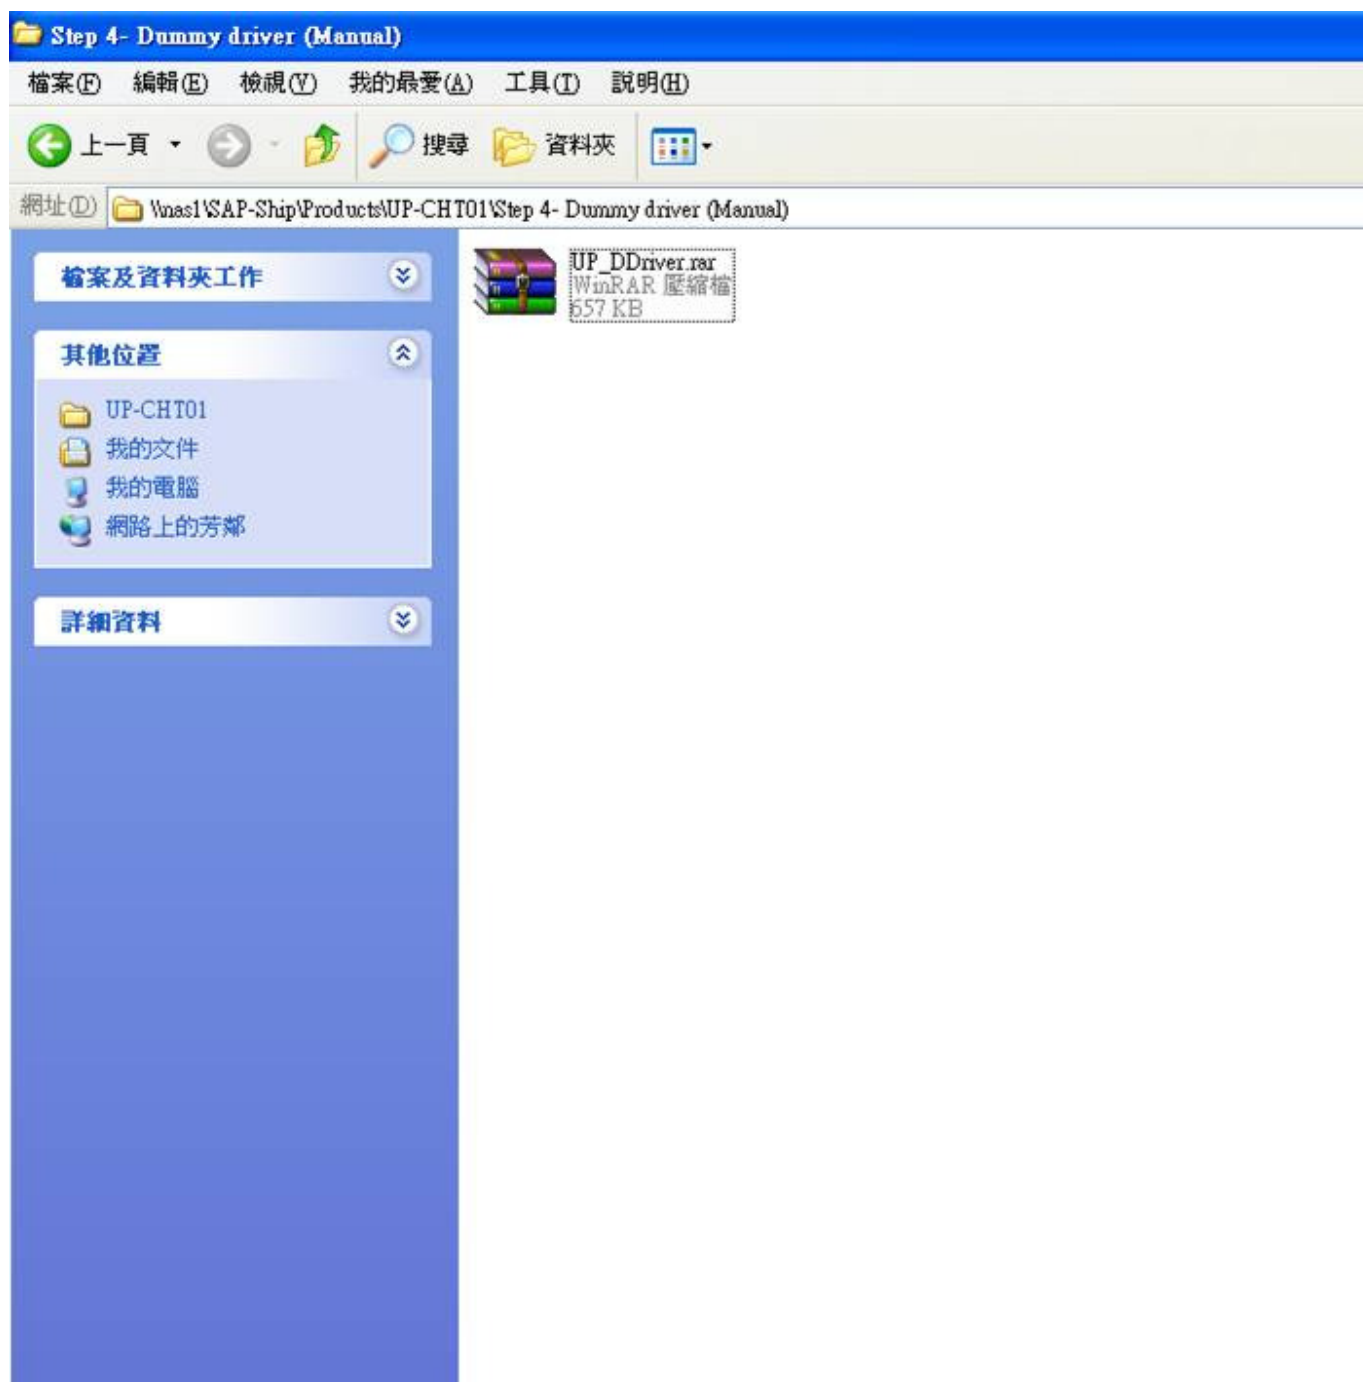 Step 4- Dummy driver (Manual)
檔案(F) 編輯(E) 檢視(V) 我的最愛(A) 工具(T) 說明(H)
上一頁 搜尋 資料夾
網址(D) \\nas1\SAP-Ship\Products\UP-CHT01\Step 4- Dummy driver (Manual)
檔案及資料夾工作
其他位置
UP-CHT01
我的文件
我的電腦
網路上的芳鄰
詳細資料
UP_DDriver.rar
WinRAR 壓縮檔
657 KB